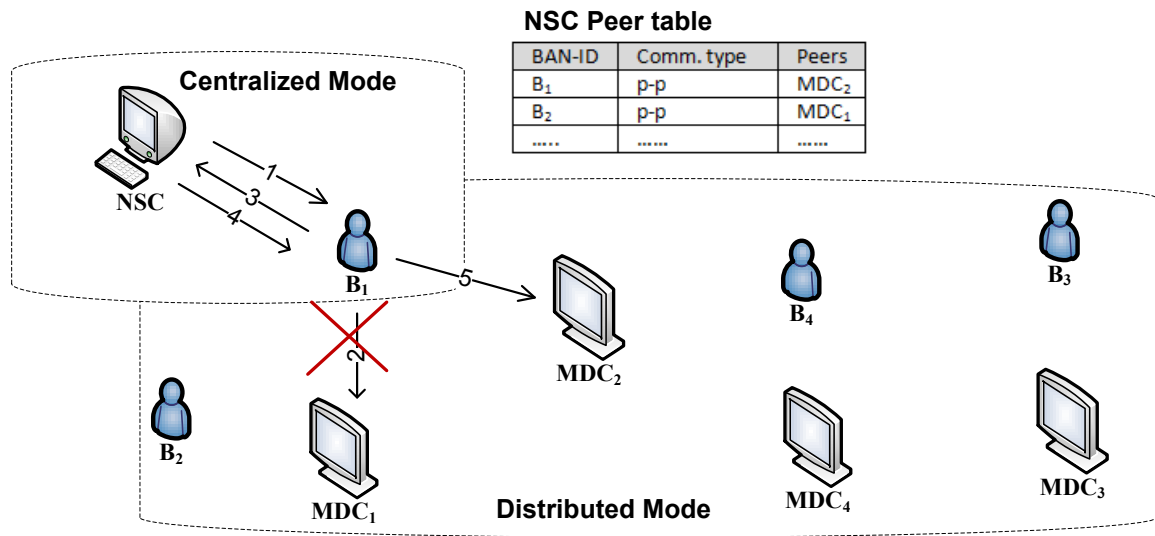 NSC Peer table
BAN-ID Comm. type Peers
B₁ p-p MDC₂
B₂ p-p MDC₁
..... ...... ......
Centralized Mode
1
3
4
NSC
B₁
5
2
MDC₂
B₃
B₄
B₂
MDC₁
MDC₄
MDC₃
Distributed Mode